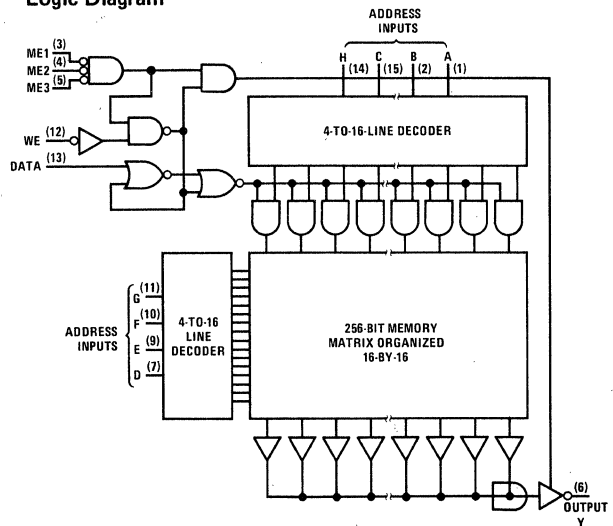 Logic Diagram
ADDRESS
INPUTS
H C B A
(14) (15) (2) (1)
ME1 (3)
ME2 (4)
ME3 (5)
WE (12)
DATA (13)
4-TO-16-LINE DECODER
ADDRESS
INPUTS
G (11)
F (10)
E (9)
D (7)
4-TO-16
LINE
DECODER
256-BIT MEMORY
MATRIX ORGANIZED
16-BY-16
(6)
OUTPUT
Y